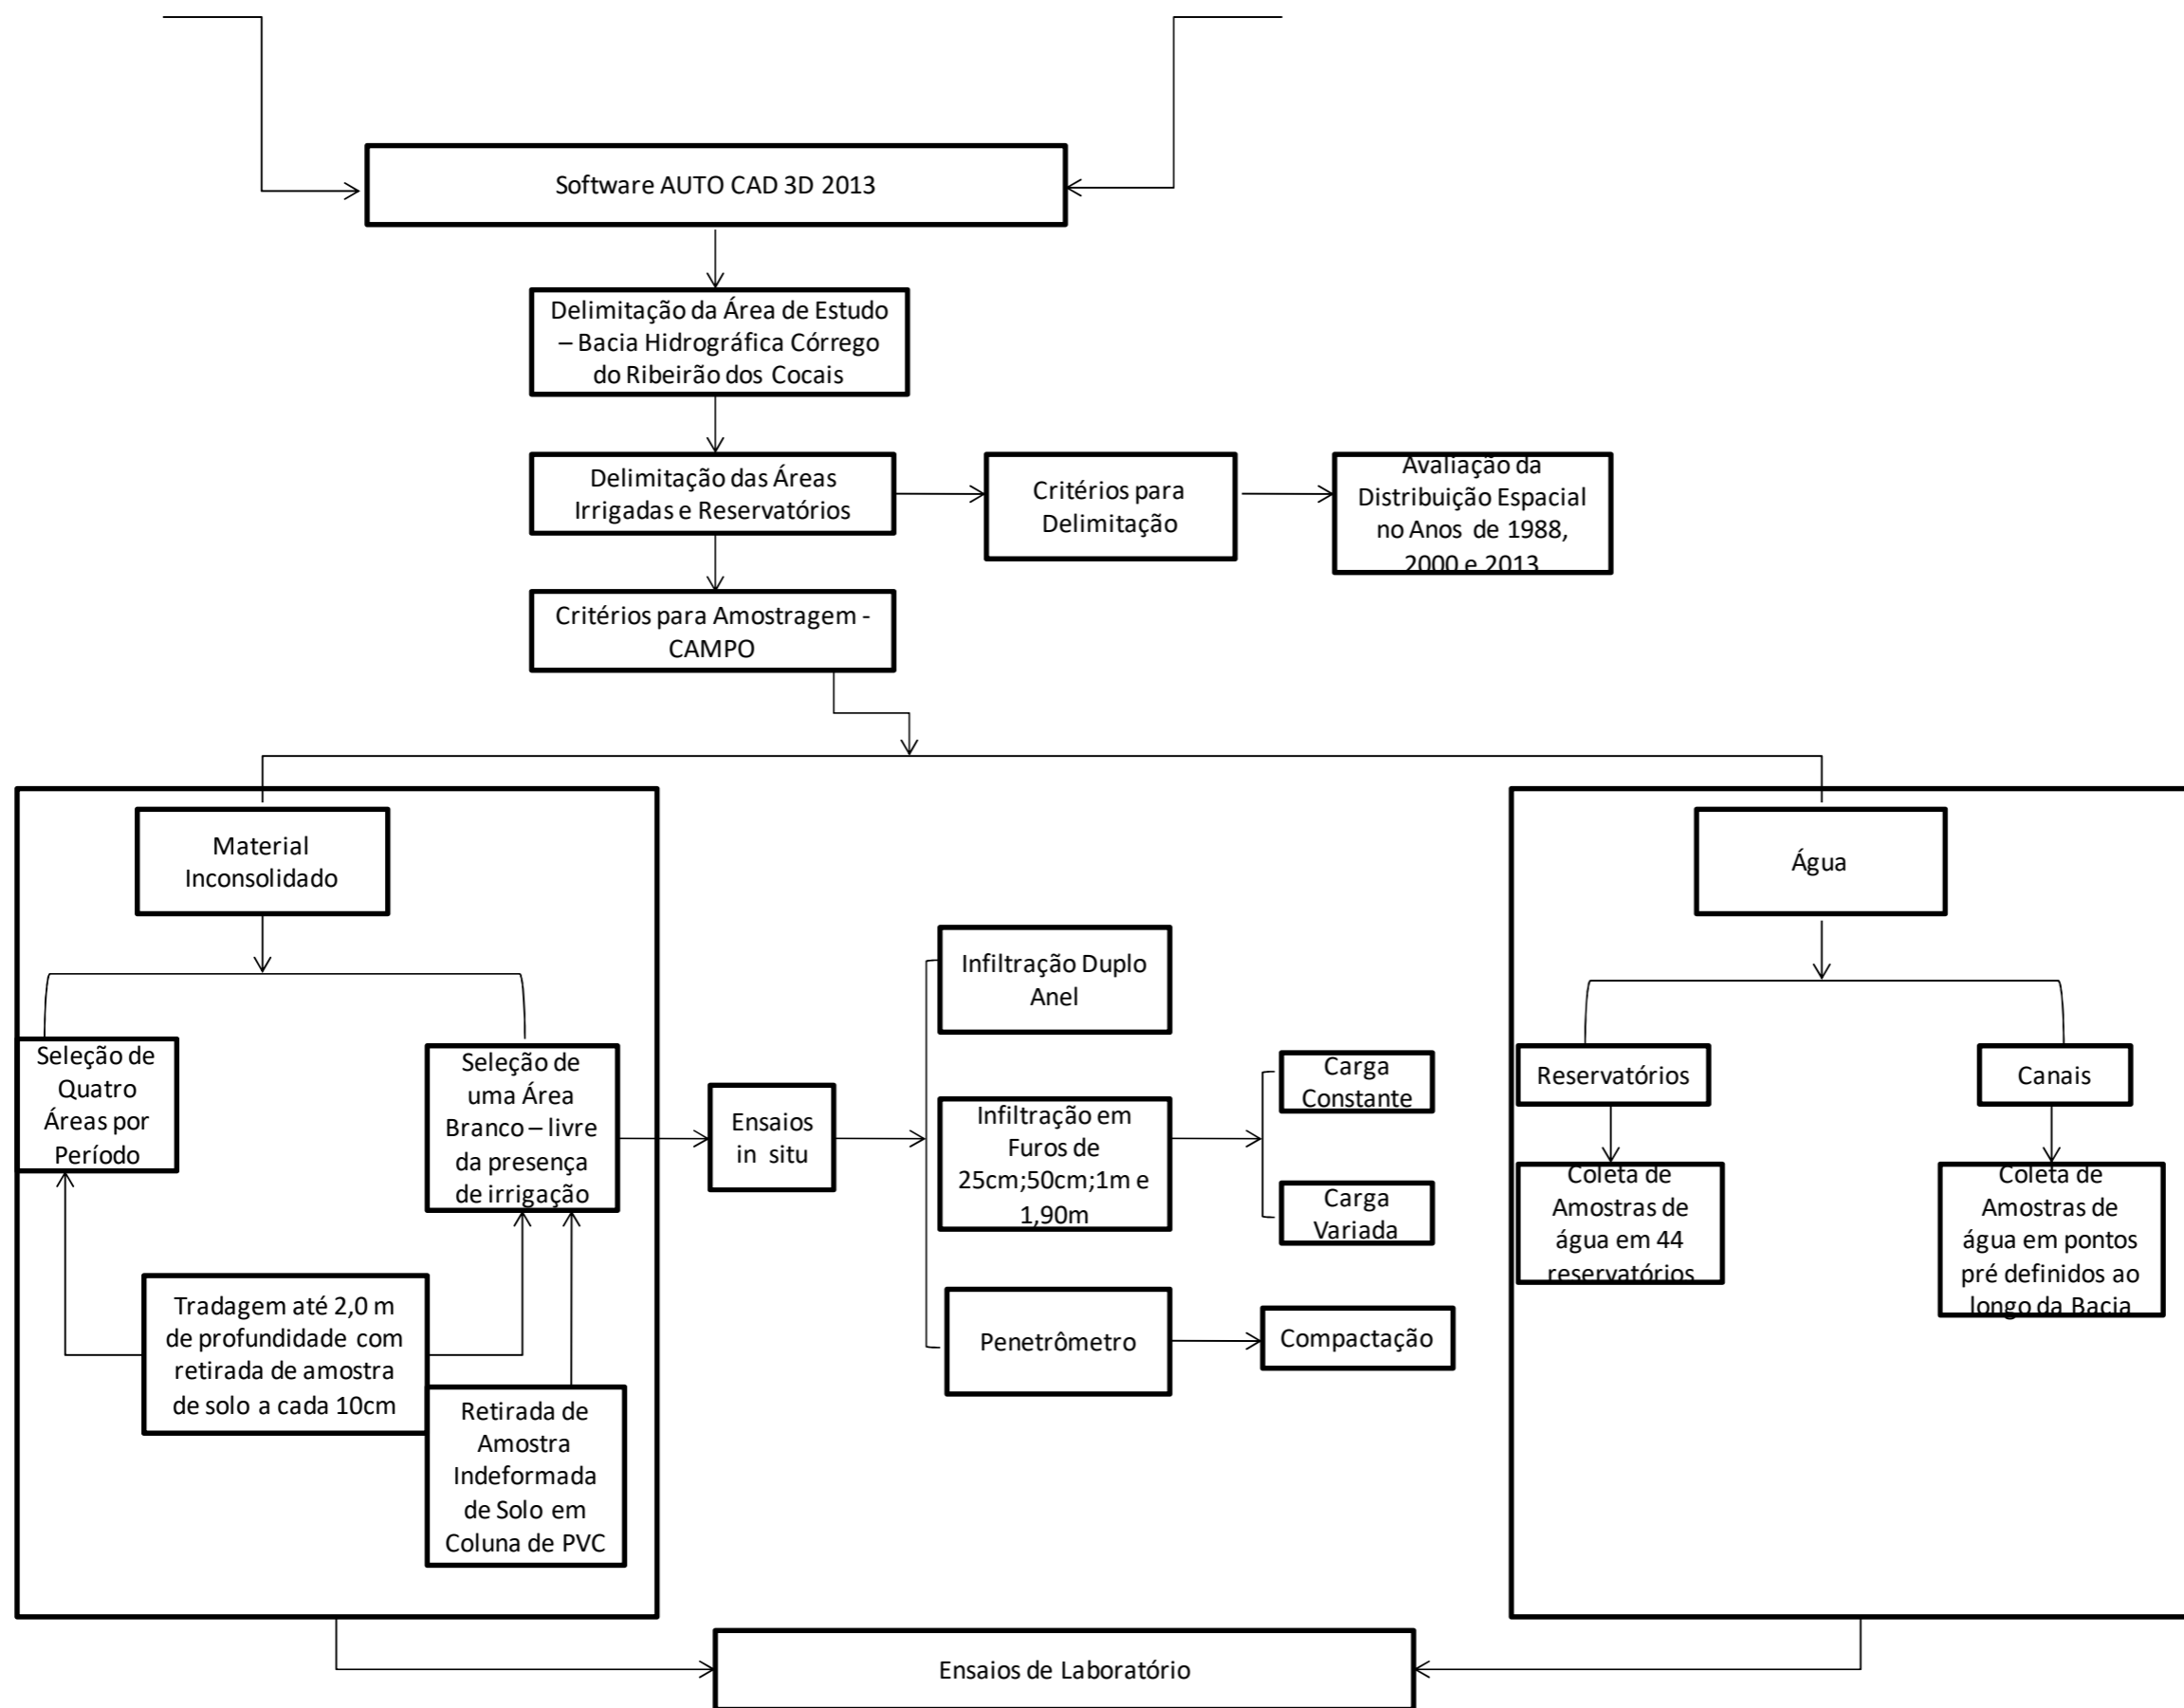 Software AUTO CAD 3D 2013
Delimitação da Área de Estudo
– Bacia Hidrográfica Córrego
do Ribeirão dos Cocais
Delimitação das Áreas
Irrigadas e Reservatórios
Critérios para
Delimitação
Avaliação da
Distribuição Espacial
no Anos de 1988,
2000 e 2013
Critérios para Amostragem -
CAMPO
Material
Inconsolidado
Seleção de
Quatro
Áreas por
Período
Seleção de
uma Área
Branco – livre
da presença
de irrigação
Tradagem até 2,0 m
de profundidade com
retirada de amostra
de solo a cada 10cm
Retirada de
Amostra
Indeformada
de Solo em
Coluna de PVC
Ensaios
in situ
Infiltração Duplo
Anel
Infiltração em
Furos de
25cm;50cm;1m e
1,90m
Carga
Constante
Carga
Variada
Penetrômetro
Compactação
Água
Reservatórios
Canais
Coleta de
Amostras de
água em 44
reservatórios
Coleta de
Amostras de
água em pontos
pré definidos ao
longo da Bacia
Ensaios de Laboratório